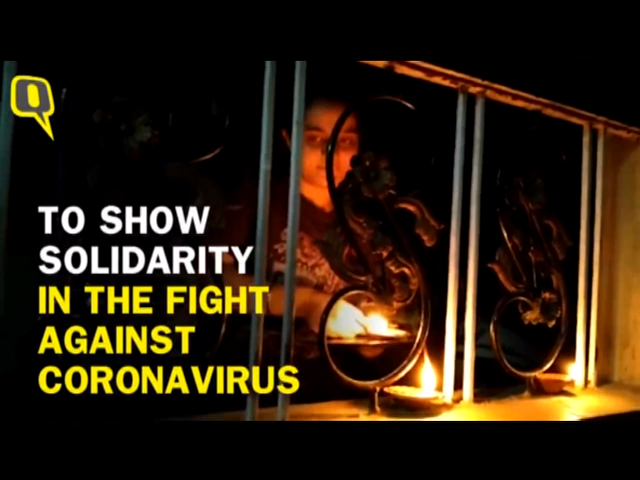 Q
TO SHOW
SOLIDARITY
IN THE FIGHT
AGAINST
CORONAVIRUS